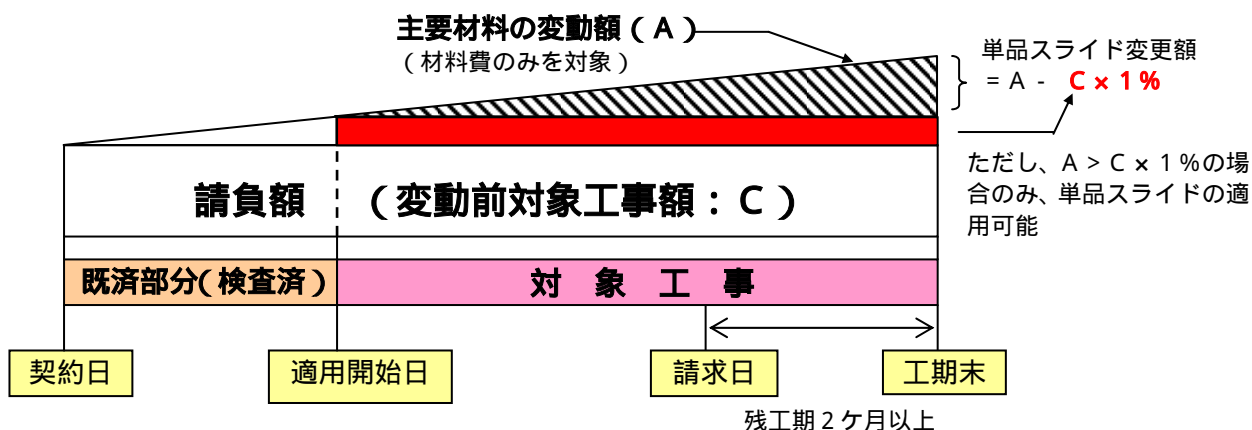 主要材料の変動額(A)
(材料費のみを対象)
単品スライド変更額
=A- C×1%
ただし、A>C×1%の場
合のみ、単品スライドの適
用可能
請負額 (変動前対象工事額:C)
既済部分(検査済)
対象工事
契約日
適用開始日
請求日
工期末
残工期2ケ月以上